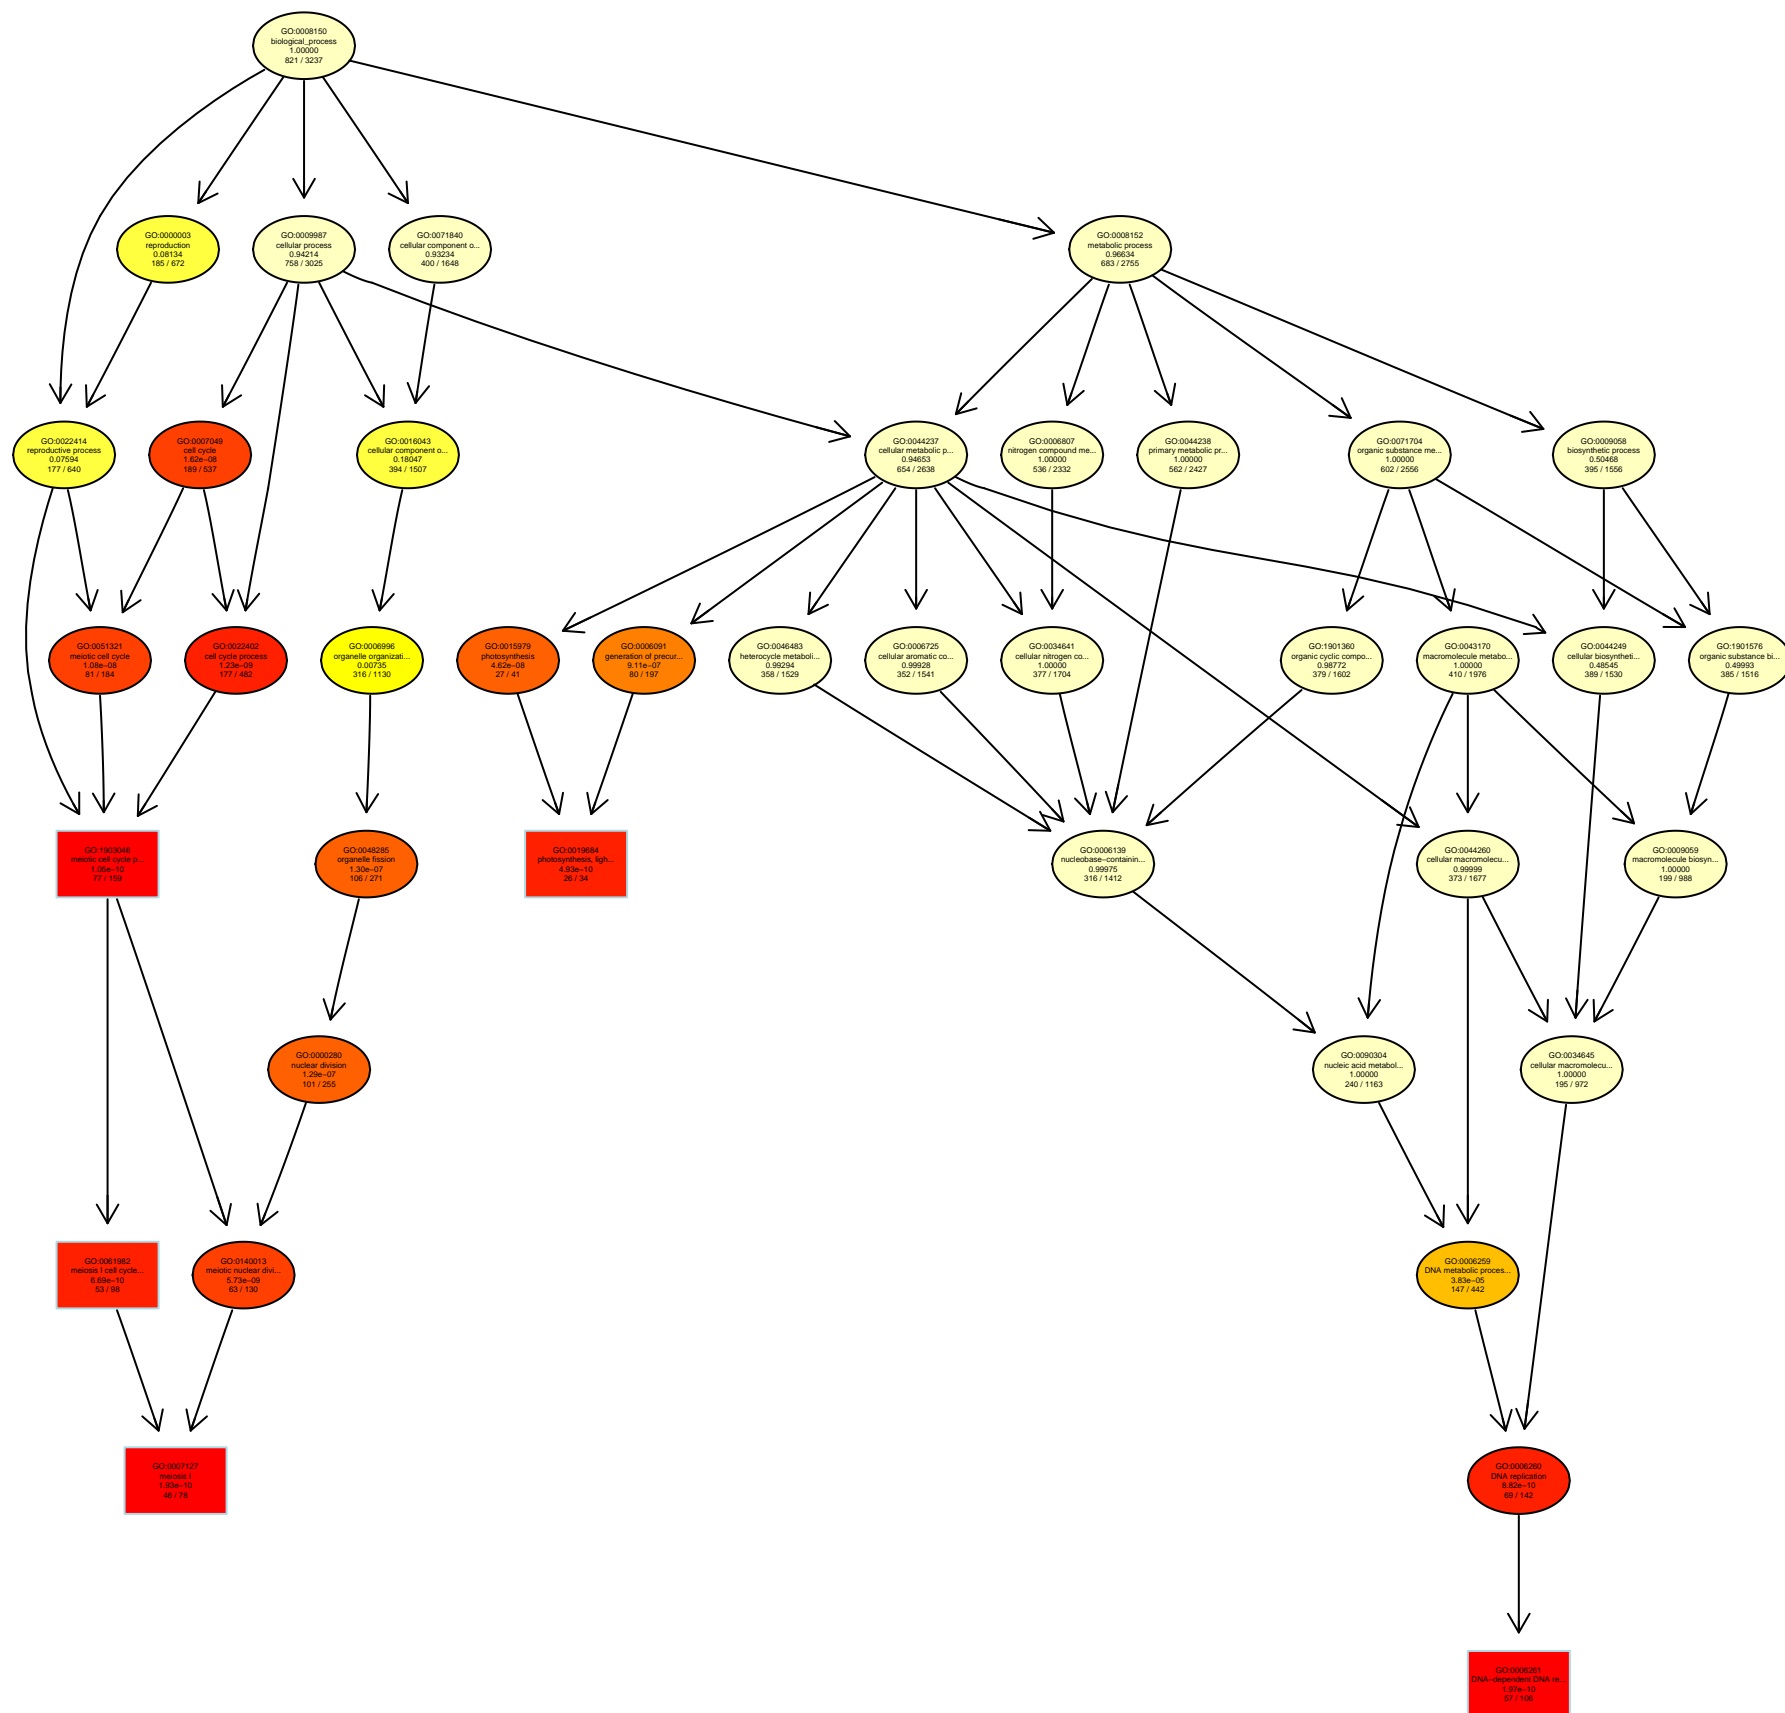 GO:0008150
biological_process
1.00000
821 / 3237
GO:0000003
reproduction
0.08134
185 / 672
GO:0009987
cellular process
0.94214
758 / 3025
GO:0071840
cellular component o...
0.93234
400 / 1648
GO:0008152
metabolic process
0.96634
683 / 2755
GO:0022414
reproductive process
0.07594
177 / 640
GO:0007049
cell cycle
1.62e−08
189 / 537
GO:0016043
cellular component o...
0.18047
394 / 1507
GO:0044237
cellular metabolic p...
0.94653
654 / 2638
GO:0006807
nitrogen compound me...
1.00000
536 / 2332
GO:0044238
primary metabolic pr...
1.00000
562 / 2427
GO:0071704
organic substance me...
1.00000
602 / 2556
GO:0009058
biosynthetic process
0.50468
395 / 1556
GO:0051321
meiotic cell cycle
1.08e−08
81 / 184
GO:0022402
cell cycle process
1.23e−09
177 / 482
GO:0006996
organelle organizati...
0.00735
316 / 1130
GO:0015979
photosynthesis
4.62e−08
27 / 41
GO:0006091
generation of precur...
9.11e−07
80 / 197
GO:0046483
heterocycle metaboli...
0.99294
358 / 1529
GO:0006725
cellular aromatic co...
0.99928
352 / 1541
GO:0034641
cellular nitrogen co...
1.00000
377 / 1704
GO:1901360
organic cyclic compo...
0.98772
379 / 1602
GO:0043170
macromolecule metabo...
1.00000
410 / 1976
GO:0044249
cellular biosyntheti...
0.48545
389 / 1530
GO:1901576
organic substance bi...
0.49993
385 / 1516
GO:1903046
meiotic cell cycle p...
1.05e−10
77 / 159
GO:0048285
organelle fission
1.30e−07
106 / 271
GO:0019684
photosynthesis, ligh...
4.93e−10
26 / 34
GO:0006139
nucleobase−containin...
0.99975
316 / 1412
GO:0044260
cellular macromolecu...
0.99999
373 / 1677
GO:0009059
macromolecule biosyn...
1.00000
199 / 988
GO:0000280
nuclear division
1.29e−07
101 / 255
GO:0090304
nucleic acid metabol...
1.00000
240 / 1163
GO:0034645
cellular macromolecu...
1.00000
195 / 972
GO:0061982
meiosis I cell cycle...
6.69e−10
53 / 98
GO:0140013
meiotic nuclear divi...
5.73e−09
63 / 130
GO:0006259
DNA metabolic proces...
3.83e−05
147 / 442
GO:0007127
meiosis I
1.93e−10
46 / 78
GO:0006260
DNA replication
8.82e−10
69 / 142
GO:0006261
DNA−dependent DNA re...
1.97e−10
57 / 106